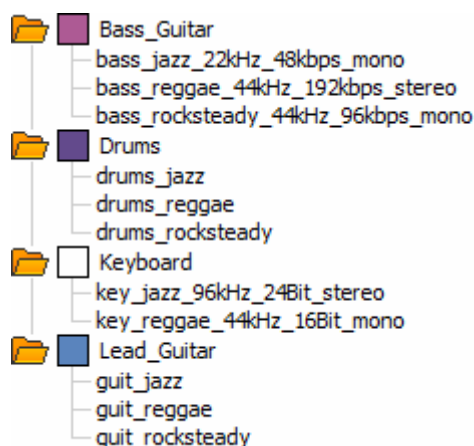 Bass_Guitar
bass_jazz_22kHz_48kbps_mono
bass_reggae_44kHz_192kbps_stereo
bass_rocksteady_44kHz_96kbps_mono
Drums
drums_jazz
drums_reggae
drums_rocksteady
Keyboard
key_jazz_96kHz_24Bit_stereo
key_reggae_44kHz_16Bit_mono
Lead_Guitar
guit_jazz
guit_reggae
guit_rocksteady